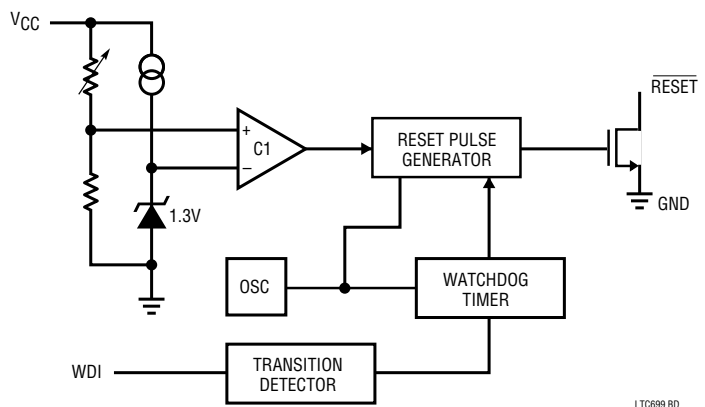 VCC
RESET
+
C1
–
RESET PULSE
GENERATOR
1.3V
GND
OSC
WATCHDOG
TIMER
WDI
TRANSITION
DETECTOR
LTC699 BD